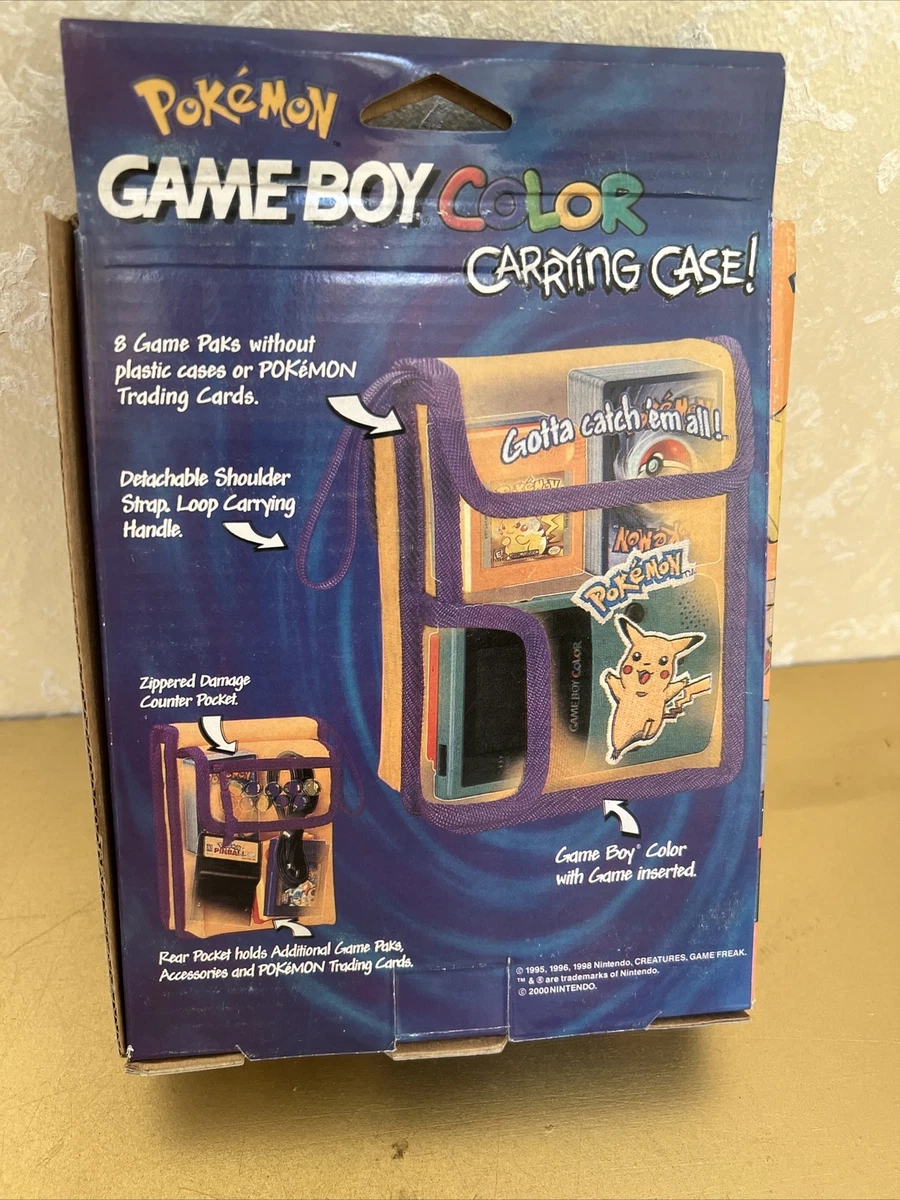 POKéMON
GAME BOY COLOR
CARRYING CASE!
8 Game Paks without
plastic cases or POKéMON
Trading Cards.
Gotta catch 'em all!
Detachable Shoulder
Strap. Loop Carrying
Handle.
POKéMON
POKéMON™
GAME BOY COLOR
Zippered Damage
Counter Pocket.
PINBALL
Game Boy® Color
with Game inserted.
Rear Pocket holds Additional Game Paks,
Accessories and POKéMON Trading Cards.
© 1995, 1996, 1998 Nintendo, CREATURES, GAME FREAK.
™ & ® are trademarks of Nintendo.
© 2000 NINTENDO.